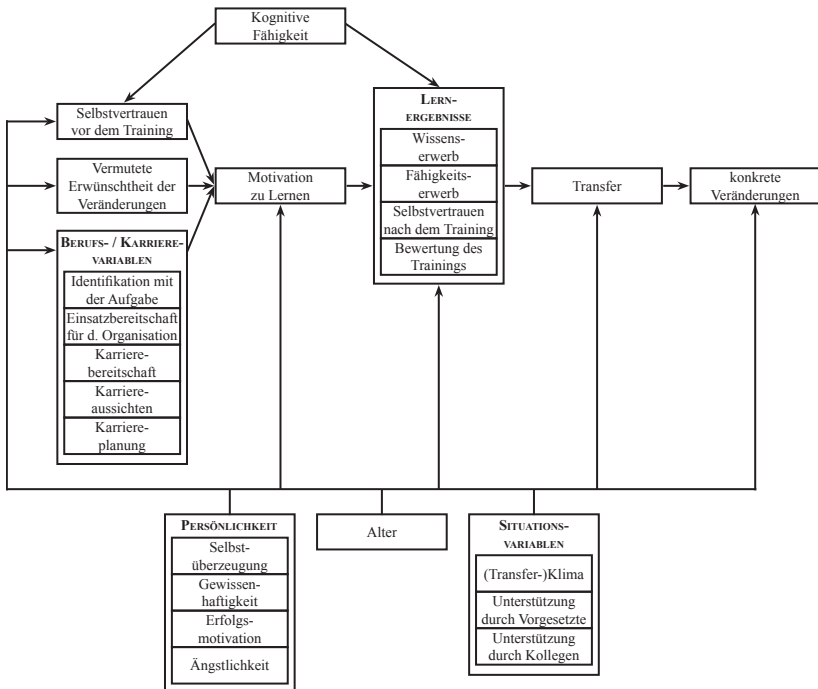 Kognitive
Fähigkeit
Selbstvertrauen
vor dem Training
Vermutete
Erwünschtheit der
Veränderungen
BERUFS- / KARRIERE-
VARIABLEN
Identifikation mit
der Aufgabe
Einsatzbereitschaft
für d. Organisation
Karriere-
bereitschaft
Karriere-
aussichten
Karriere-
planung
Motivation
zu Lernen
LERN-
ERGEBNISSE
Wissens-
erwerb
Fähigkeits-
erwerb
Selbstvertrauen
nach dem Training
Bewertung des
Trainings
Transfer
konkrete
Veränderungen
PERSÖNLICHKEIT
Selbst-
überzeugung
Gewissen-
haftigkeit
Erfolgs-
motivation
Ängstlichkeit
Alter
SITUATIONS-
VARIABLEN
(Transfer-)Klima
Unterstützung
durch Vorgesetzte
Unterstützung
durch Kollegen